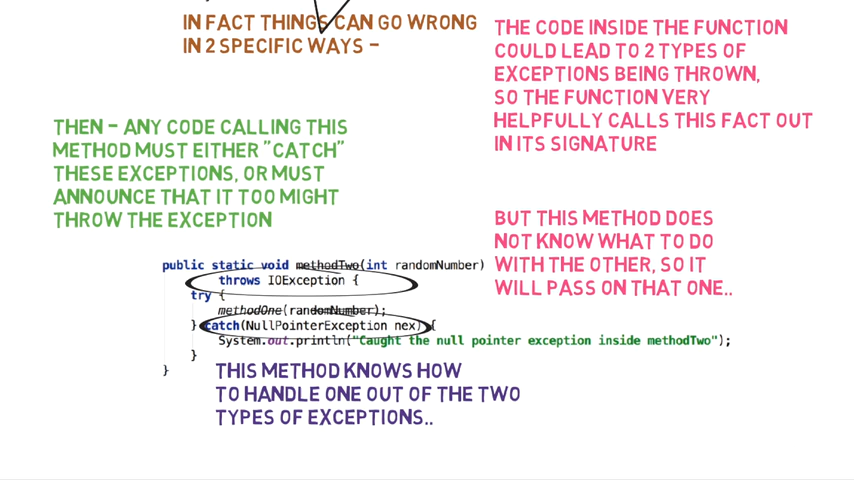 IN FACT THINGS CAN GO WRONG
IN 2 SPECIFIC WAYS -
THE CODE INSIDE THE FUNCTION
COULD LEAD TO 2 TYPES OF
EXCEPTIONS BEING THROWN,
SO THE FUNCTION VERY
HELPFULLY CALLS THIS FACT OUT
IN ITS SIGNATURE
THEN - ANY CODE CALLING THIS
METHOD MUST EITHER "CATCH"
THESE EXCEPTIONS, OR MUST
ANNOUNCE THAT IT TOO MIGHT
THROW THE EXCEPTION
BUT THIS METHOD DOES
NOT KNOW WHAT TO DO
WITH THE OTHER, SO IT
WILL PASS ON THAT ONE..
public static void methodTwo(int randomNumber)
throws IOException {
try {
methodOne(randomNumber);
} catch(NullPointerException nex) {
System.out.println("Caught the null pointer exception inside methodTwo");
}
}
THIS METHOD KNOWS HOW
TO HANDLE ONE OUT OF THE TWO
TYPES OF EXCEPTIONS..